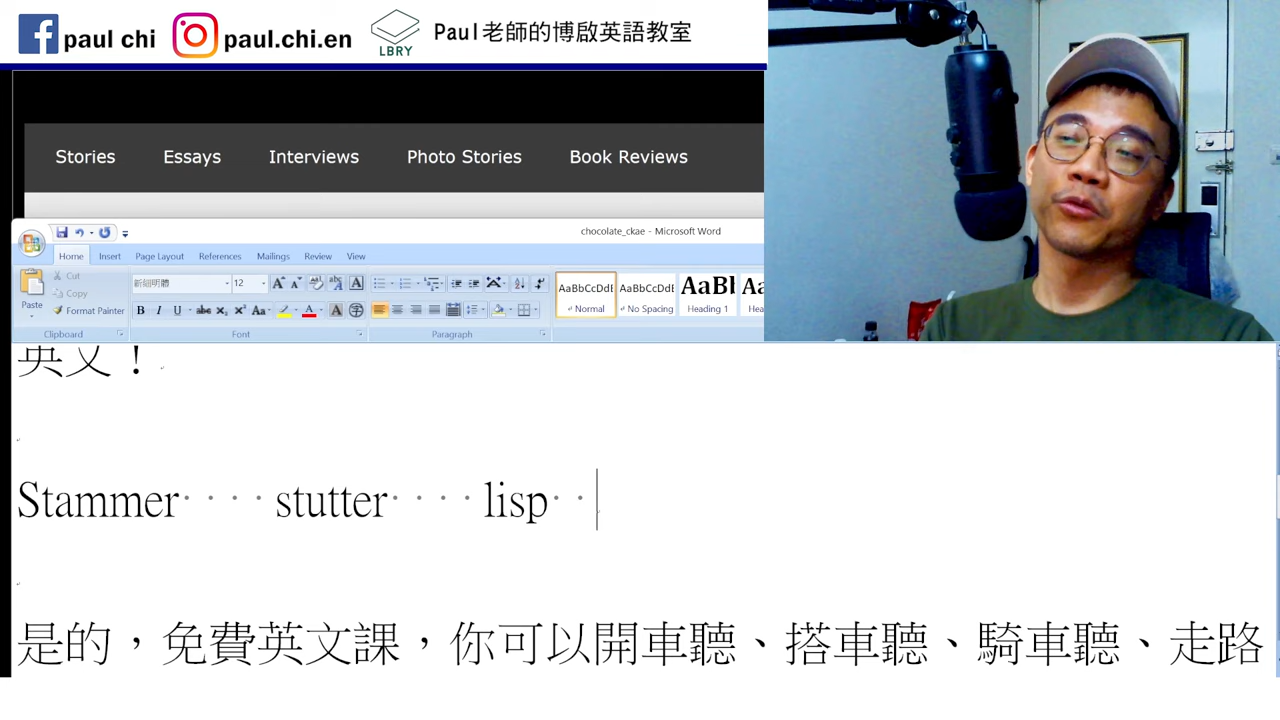 paul chi paul.chi.en LBRY Paul老師的博啟英語教室
Stories Essays Interviews Photo Stories Book Reviews
chocolate_ckae - Microsoft Word
Home Insert Page Layout References Mailings Review View
Paste Cut Copy Format Painter
新細明體 12
AaBbCcDdE AaBbCcDdE AaBb
Normal No Spacing Heading 1 Hea
Clipboard Font Paragraph
英文！
Stammer stutter lisp
是的，免費英文課，你可以開車聽、搭車聽、騎車聽、走路